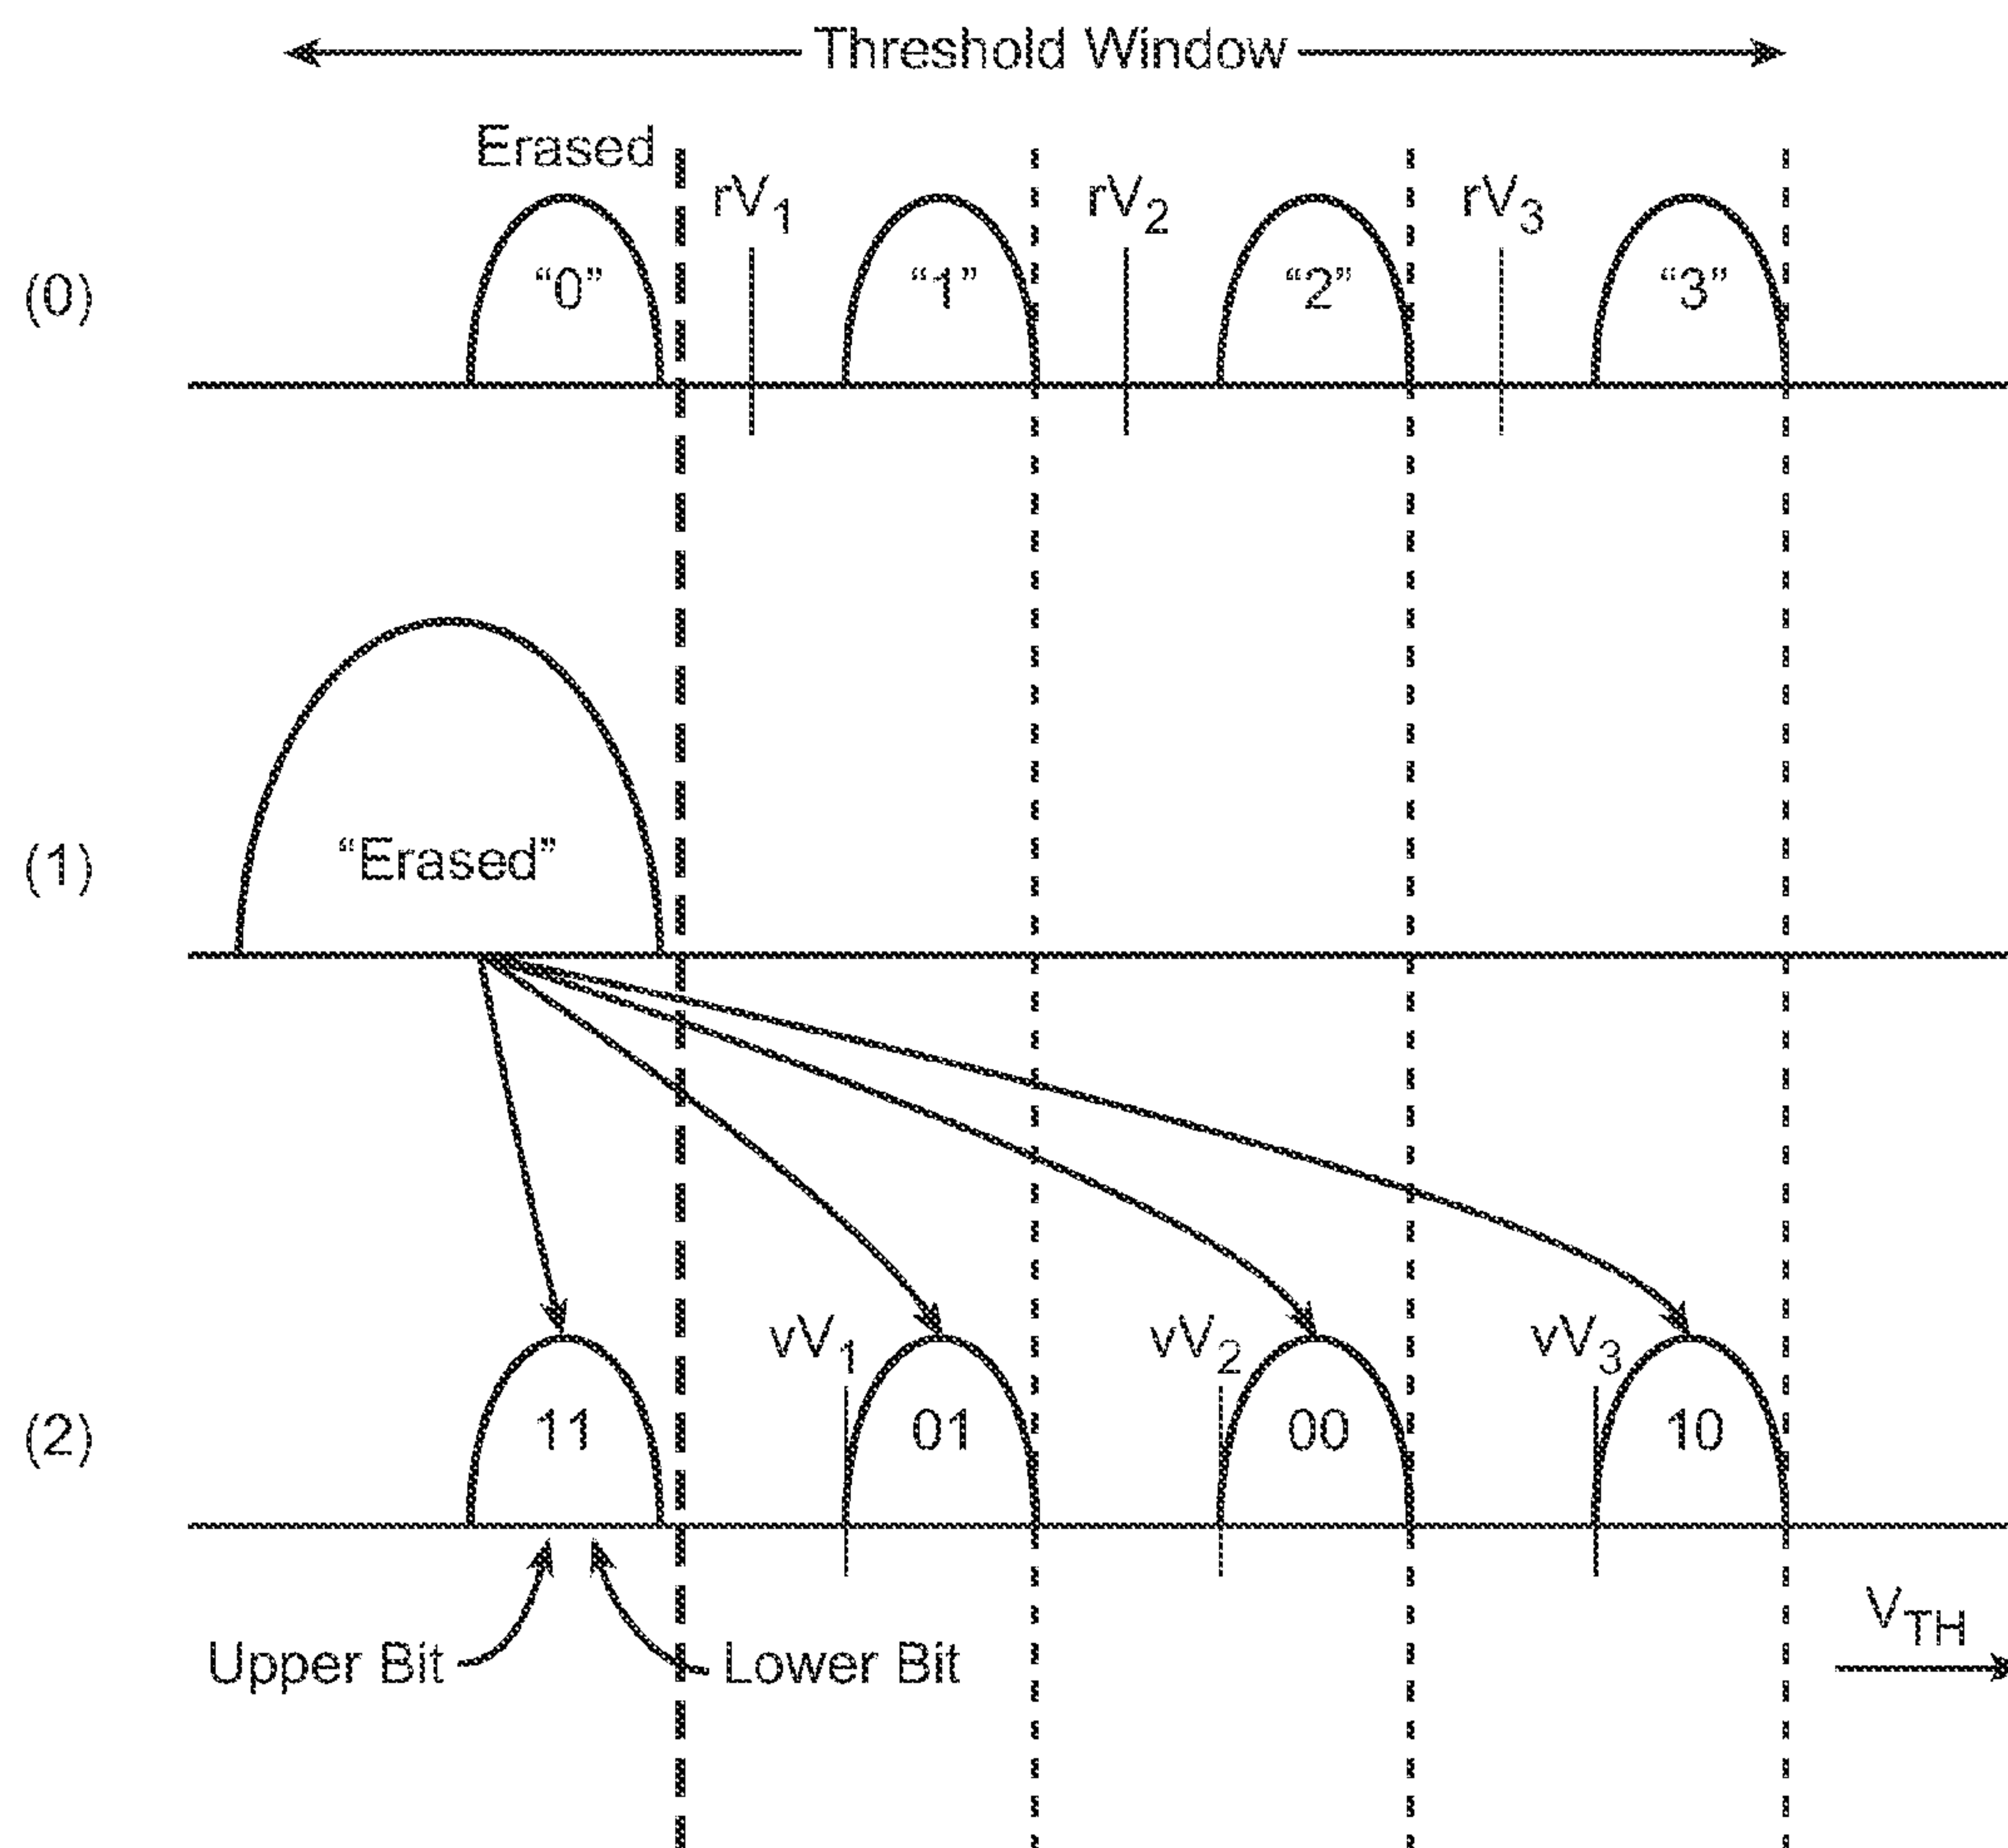 Threshold Window
Erased
rV1 rV2 rV3
(0) “0” “1” “2” “3”
(1) “Erased”
vV1 vV2 vV3
(2) 11 01 00 10
VTH
Upper Bit Lower Bit